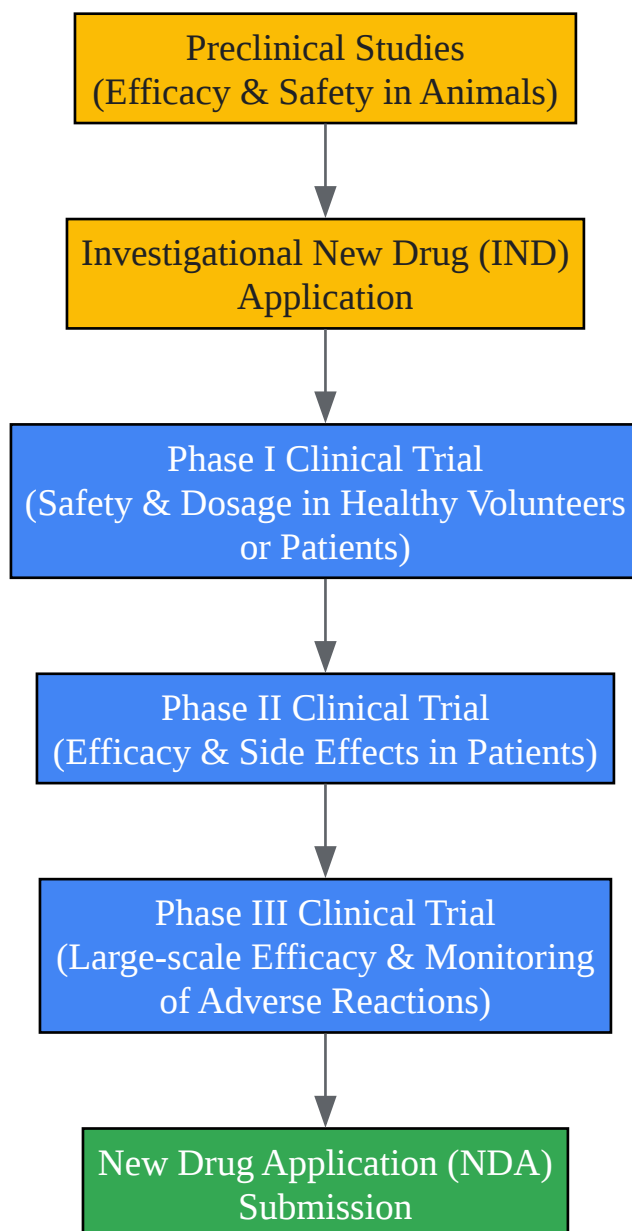 Preclinical Studies
(Efficacy & Safety in Animals)
Investigational New Drug (IND)
Application
Phase I Clinical Trial
(Safety & Dosage in Healthy Volunteers
or Patients)
Phase II Clinical Trial
(Efficacy & Side Effects in Patients)
Phase III Clinical Trial
(Large-scale Efficacy & Monitoring
of Adverse Reactions)
New Drug Application (NDA)
Submission